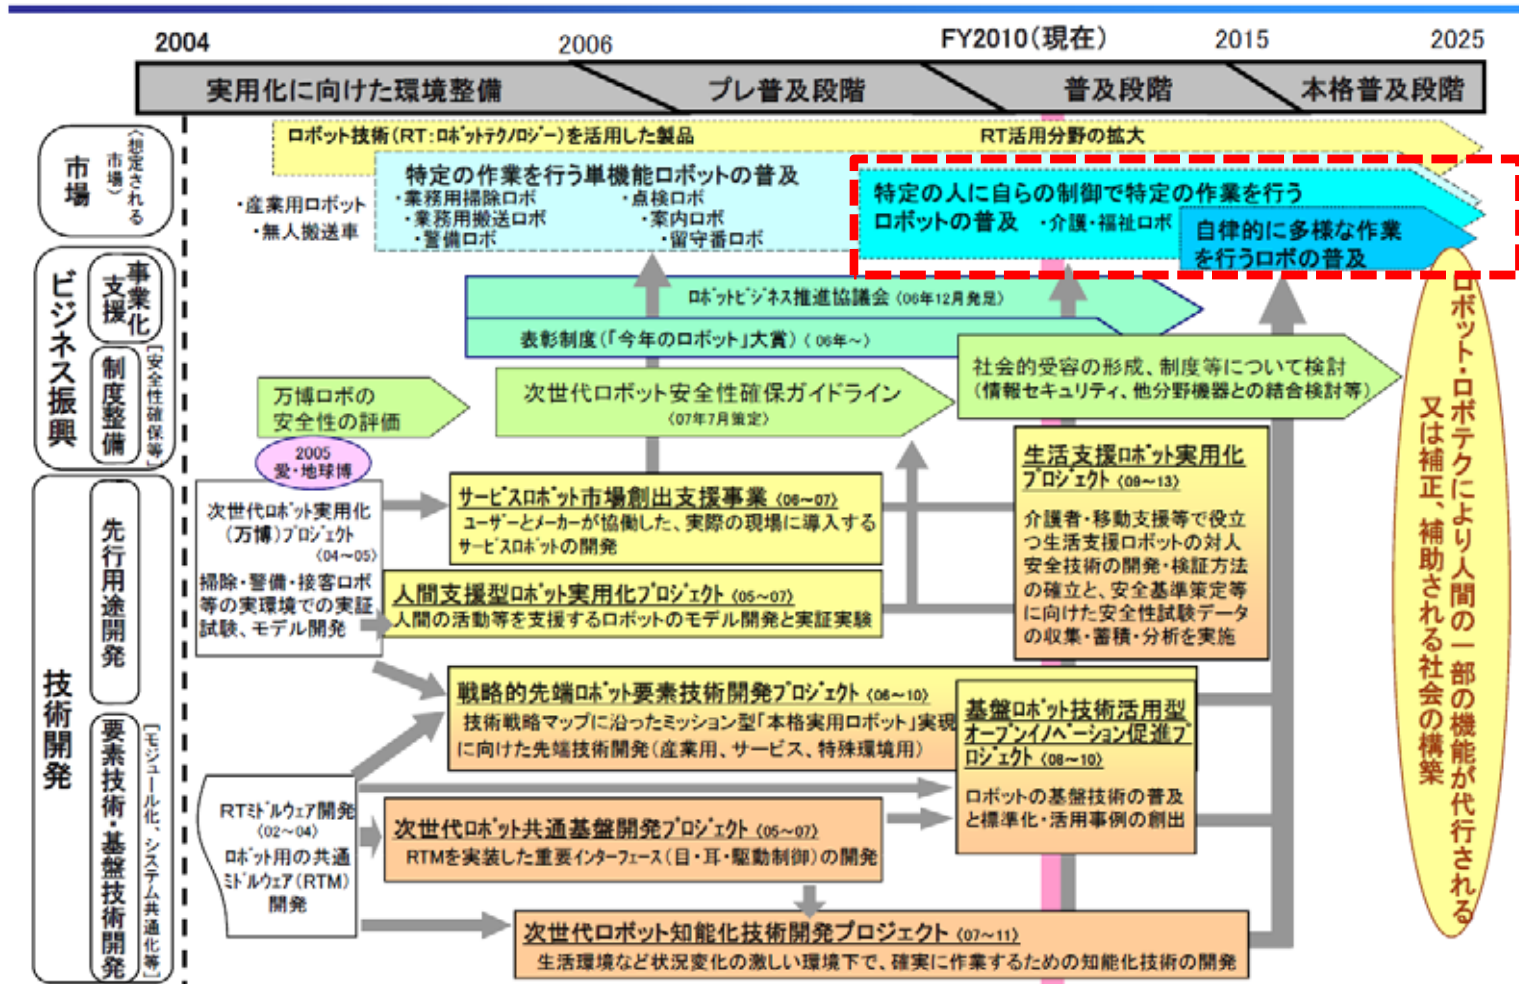 2004
2006
FY2010(現在)
2015
2025
実用化に向けた環境整備
プレ普及段階
普及段階
本格普及段階
市場
(想定される
市場)
ロボット技術(RT:ロボットテクノロジー)を活用した製品
RT活用分野の拡大
・産業用ロボット
・無人搬送車
特定の作業を行う単機能ロボットの普及
・業務用掃除ロボ
・業務用搬送ロボ
・警備ロボ
・点検ロボ
・案内ロボ
・留守番ロボ
特定の人に自らの制御で特定の作業を行う
ロボットの普及
・介護・福祉ロボ
自律的に多様な作業
を行うロボの普及
ビジネス振興
事業化
支援
制度整備
[安全性確保等]
ロボットビジネス推進協議会(06年12月発足)
表彰制度(「今年のロボット」大賞)(06年~)
万博ロボの
安全性の評価
次世代ロボット安全性確保ガイドライン
(07年7月策定)
社会的受容の形成、制度等について検討
(情報セキュリティ、他分野機器との結合検討等)
2005
愛・地球博
技術開発
先行用途開発
要素技術・基盤技術開発
[モジュール化、システム共通化等]
次世代ロボット実用化
(万博)プロジェクト
(04~05)
掃除・警備・接客ロボ
等の実環境での実証
試験、モデル開発
サービスロボット市場創出支援事業(06~07)
ユーザーとメーカーが協働した、実際の現場に導入する
サービスロボットの開発
人間支援型ロボット実用化プロジェクト(05~07)
人間の活動等を支援するロボットのモデル開発と実証実験
生活支援ロボット実用化
プロジェクト(09~13)
介護者・移動支援等で役立
つ生活支援ロボットの対人
安全技術の開発・検証方法
の確立と、安全基準策定等
に向けた安全性試験データ
の収集・蓄積・分析を実施
戦略的先端ロボット要素技術開発プロジェクト(06~10)
技術戦略マップに沿ったミッション型「本格実用ロボット」実現
に向けた先端技術開発(産業用、サービス、特殊環境用)
基盤ロボット技術活用型
オープンイノベーション促進プ
ロジェクト(08~10)
ロボットの基盤技術の普及
と標準化・活用事例の創出
RTミドルウェア開発
(02~04)
ロボット用の共通
ミドルウェア(RTM)
開発
次世代ロボット共通基盤開発プロジェクト(05~07)
RTMを実装した重要インターフェース(目・耳・駆動制御)の開発
次世代ロボット知能化技術開発プロジェクト(07~11)
生活環境など状況変化の激しい環境下で、確実に作業するための知能化技術の開発
ロボット・ロボテクにより人間の一部の機能が代行される
又は補正、補助される社会の構築